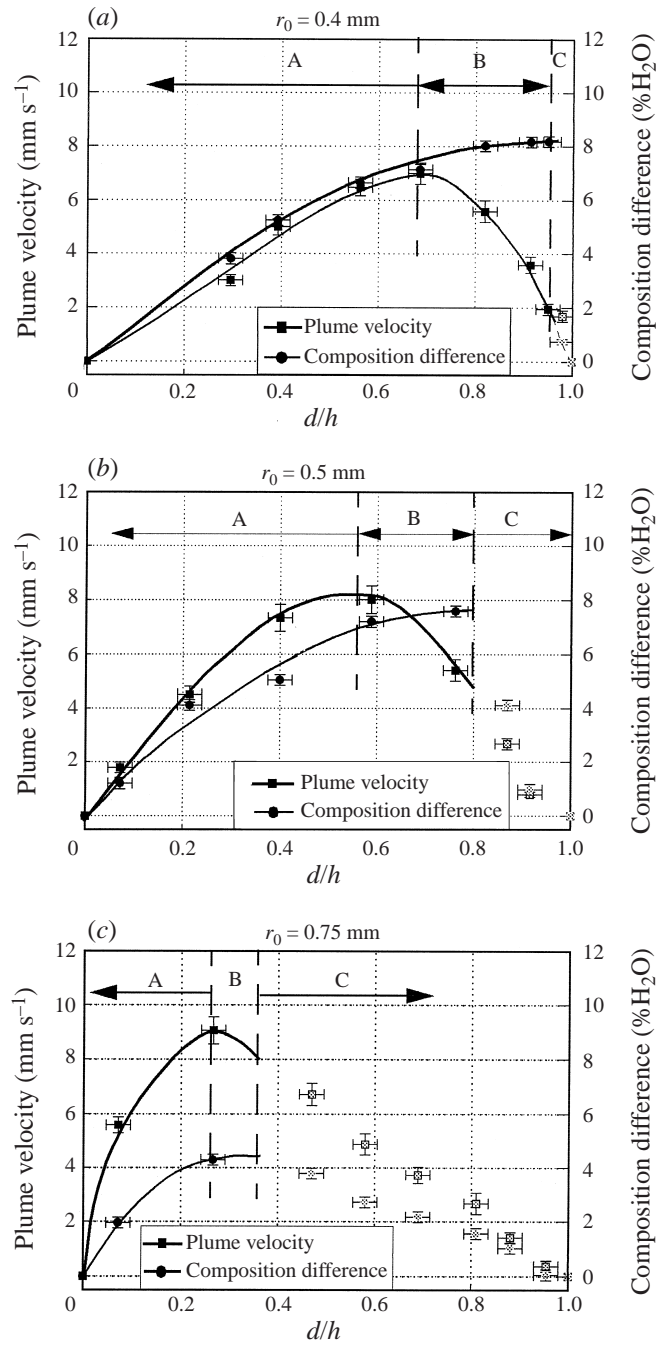 (a) r₀ = 0.4 mm
12 12
A B C
10 10
8 8
6 6
4 4
2 2
0
Plume velocity (mm s⁻¹)
Composition difference (%H₂O)
Plume velocity
Composition difference
0 0.2 0.4 0.6 0.8 1.0
d/h
(b) r₀ = 0.5 mm
12 12
A B C
10 10
8 8
6 6
4 4
2 2
0
Plume velocity (mm s⁻¹)
Composition difference (%H₂O)
Plume velocity
Composition difference
0 0.2 0.4 0.6 0.8 1.0
d/h
(c) r₀ = 0.75 mm
12 12
A B C
10 10
8 8
6 6
4 4
2 2
0
Plume velocity (mm s⁻¹)
Composition difference (%H₂O)
Plume velocity
Composition difference
0 0.2 0.4 0.6 0.8 1.0
d/h